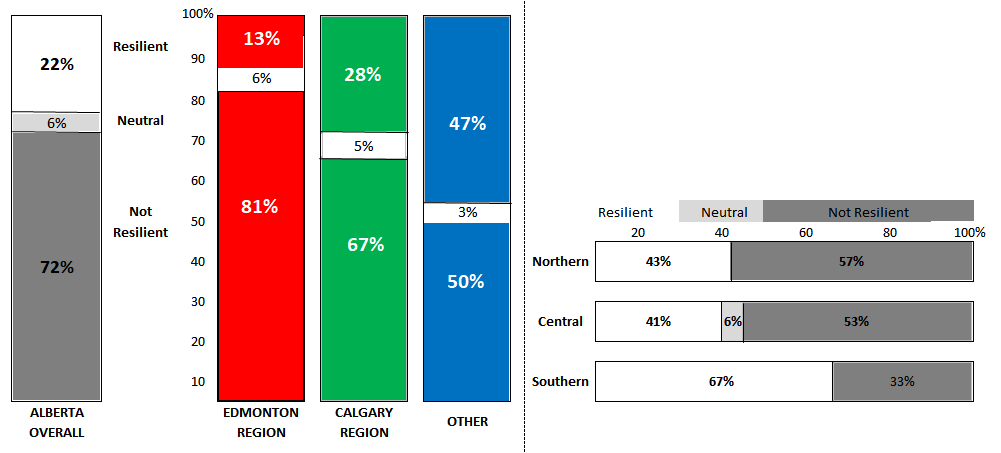 100%
Resilient
13%
90
22%
6%
28%
80
Neutral
6%
47%
70
5%
60
Not
Resilient
81%
50
3%
67%
40
72%
50%
30
20
10
ALBERTA
OVERALL
EDMONTON
REGION
CALGARY
REGION
OTHER
Resilient Neutral Not Resilient
20 40 60 80 100%
Northern 43% 57%
Central 41% 6% 53%
Southern 67% 33%